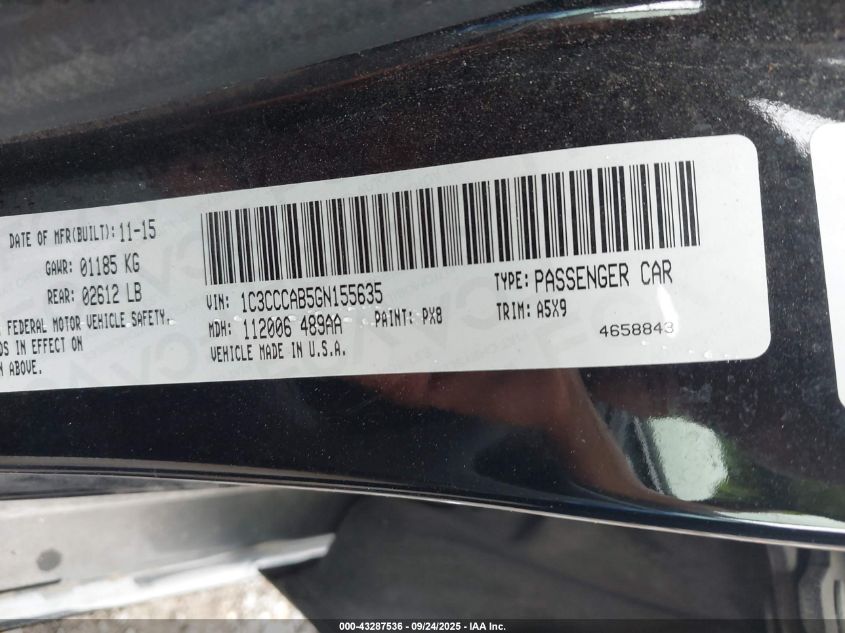 DATE OF MFR(BUILT): 11-15
GAWR: 01185 KG
REAR: 02612 LB
FEDERAL MOTOR VEHICLE SAFETY,
DS IN EFFECT ON
N ABOVE.
VIN: 1C3CCCAB5GN155635
TYPE: PASSENGER CAR
MDH: 112006 489AA PAINT: PX8 TRIM: A5X9
VEHICLE MADE IN U.S.A.
4658843
000-43287536 - 09/24/2025 - IAA Inc.